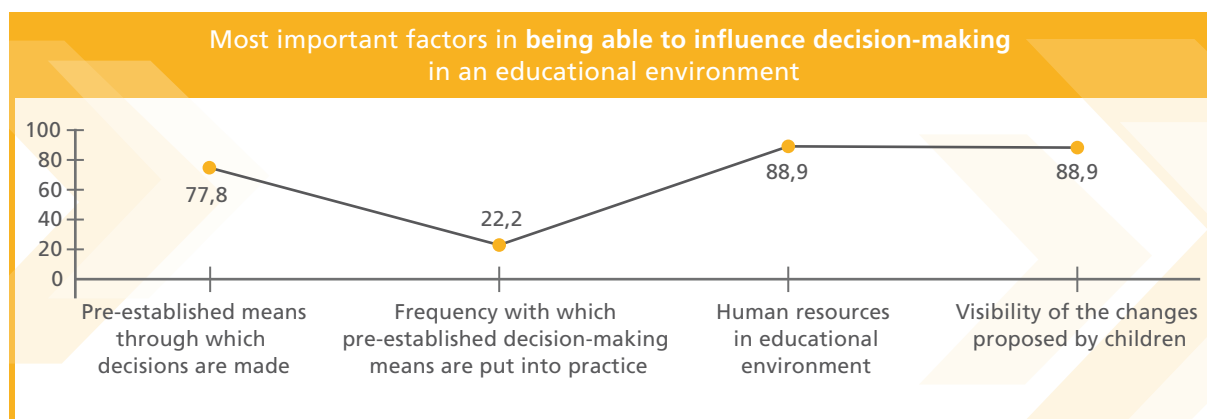 Most important factors in being able to influence decision-making
in an educational environment
100
80
60
40
20
0
77,8
22,2
88,9
88,9
Pre-established means
through which
decisions are made
Frequency with which
pre-established decision-making
means are put into practice
Human resources
in educational
environment
Visibility of the changes
proposed by children